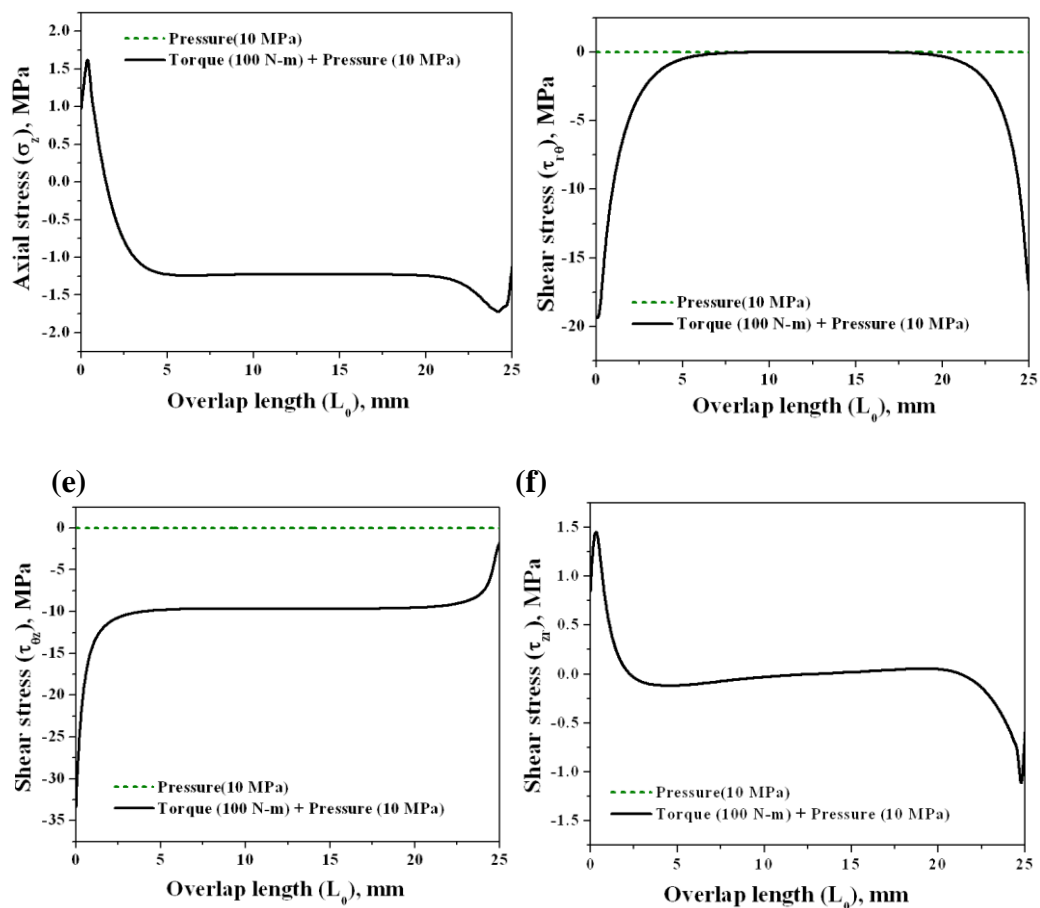 Pressure(10 MPa)
Torque (100 N-m) + Pressure (10 MPa)
Axial stress (σz), MPa
2.0
1.5
1.0
0.5
0.0
-0.5
-1.0
-1.5
-2.0
0 5 10 15 20 25
Overlap length (L0), mm
Pressure(10 MPa)
Torque (100 N-m) + Pressure (10 MPa)
Shear stress (τrθ), MPa
0
-5
-10
-15
-20
0 5 10 15 20 25
Overlap length (L0), mm
(e)
Pressure(10 MPa)
Torque (100 N-m) + Pressure (10 MPa)
Shear stress (τθz), MPa
0
-5
-10
-15
-20
-25
-30
-35
0 5 10 15 20 25
Overlap length (L0), mm
(f)
Pressure(10 MPa)
Torque (100 N-m) + Pressure (10 MPa)
Shear stress (τzr), MPa
1.5
1.0
0.5
0.0
-0.5
-1.0
-1.5
0 5 10 15 20 25
Overlap length (L0), mm